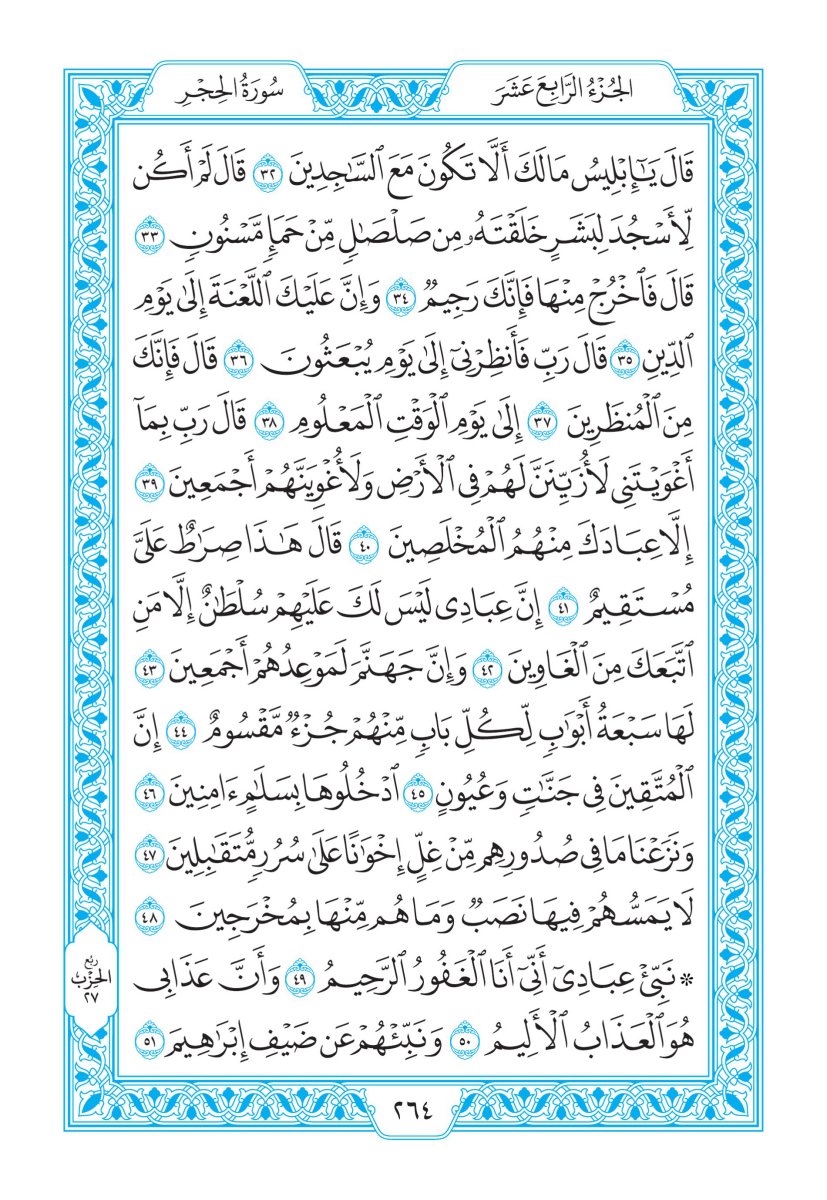 الجُزْءُ الرَّابِعَ عَشَرَ
سُورَةُ الحِجْرِ
قَالَ يَـٰٓإِبۡلِيسُ مَا لَكَ أَلَّا تَكُونَ مَعَ ٱلسَّـٰجِدِينَ ٣٢ قَالَ لَمۡ أَكُن
لِّأَسۡجُدَ لِبَشَرٍ خَلَقۡتَهُۥ مِن صَلۡصَـٰلٖ مِّنۡ حَمَإٖ مَّسۡنُونٖ ٣٣
قَالَ فَٱخۡرُجۡ مِنۡهَا فَإِنَّكَ رَجِيمٞ ٣٤ وَإِنَّ عَلَيۡكَ ٱللَّعۡنَةَ إِلَىٰ يَوۡمِ
ٱلدِّينِ ٣٥ قَالَ رَبِّ فَأَنظِرۡنِيٓ إِلَىٰ يَوۡمِ يُبۡعَثُونَ ٣٦ قَالَ فَإِنَّكَ
مِنَ ٱلۡمُنظَرِينَ ٣٧ إِلَىٰ يَوۡمِ ٱلۡوَقۡتِ ٱلۡمَعۡلُومِ ٣٨ قَالَ رَبِّ بِمَآ
أَغۡوَيۡتَنِي لَأُزَيِّنَنَّ لَهُمۡ فِي ٱلۡأَرۡضِ وَلَأُغۡوِيَنَّهُمۡ أَجۡمَعِينَ ٣٩
إِلَّا عِبَادَكَ مِنۡهُمُ ٱلۡمُخۡلَصِينَ ٤٠ قَالَ هَـٰذَا صِرَٰطٌ عَلَيَّ
مُسۡتَقِيمٌ ٤١ إِنَّ عِبَادِي لَيۡسَ لَكَ عَلَيۡهِمۡ سُلۡطَـٰنٌ إِلَّا مَنِ
ٱتَّبَعَكَ مِنَ ٱلۡغَاوِينَ ٤٢ وَإِنَّ جَهَنَّمَ لَمَوۡعِدُهُمۡ أَجۡمَعِينَ ٤٣
لَهَا سَبۡعَةُ أَبۡوَٰبٖ لِّكُلِّ بَابٖ مِّنۡهُمۡ جُزۡءٞ مَّقۡسُومٌ ٤٤ إِنَّ
ٱلۡمُتَّقِينَ فِي جَنَّـٰتٖ وَعُيُونٍ ٤٥ ٱدۡخُلُوهَا بِسَلَـٰمٍ ءَامِنِينَ ٤٦
وَنَزَعۡنَا مَا فِي صُدُورِهِم مِّنۡ غِلٍّ إِخۡوَٰنًا عَلَىٰ سُرُرٖ مُّتَقَـٰبِلِينَ ٤٧
لَا يَمَسُّهُمۡ فِيهَا نَصَبٞ وَمَا هُم مِّنۡهَا بِمُخۡرَجِينَ ٤٨
۞ نَبِّئۡ عِبَادِيٓ أَنِّيٓ أَنَا ٱلۡغَفُورُ ٱلرَّحِيمُ ٤٩ وَأَنَّ عَذَابِي
هُوَ ٱلۡعَذَابُ ٱلۡأَلِيمُ ٥٠ وَنَبِّئۡهُمۡ عَن ضَيۡفِ إِبۡرَٰهِيمَ ٥١
رُبْع
الحِزْبِ
٢٧
٢٦٤